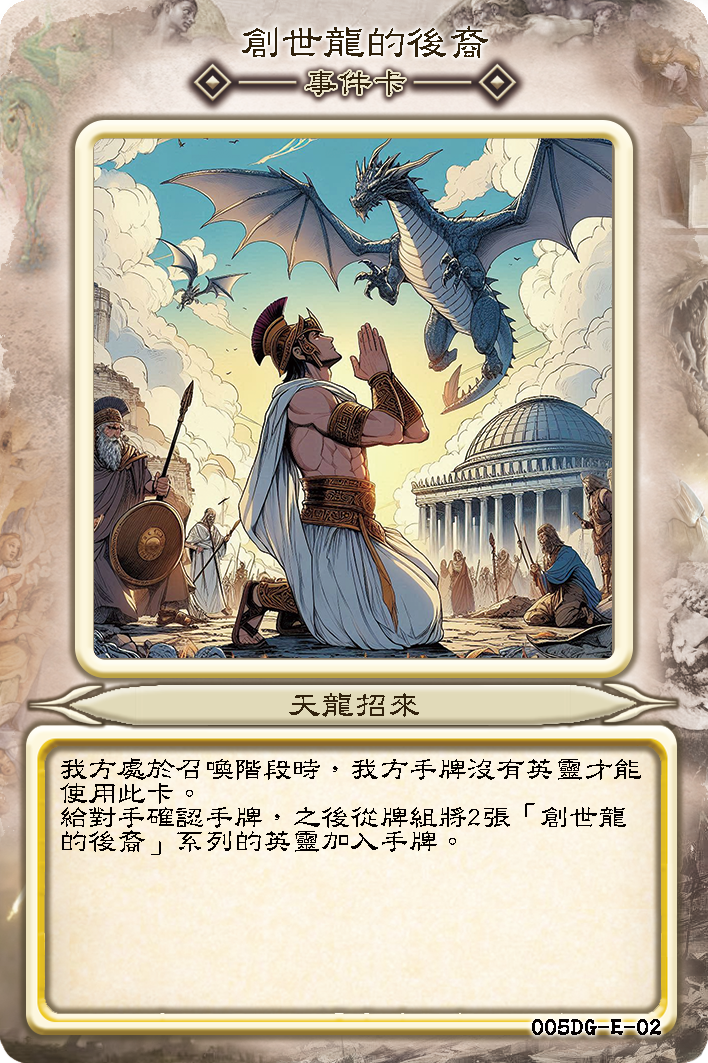 創世龍的後裔
事件卡
天龍招來
我方處於召喚階段時，我方手牌沒有英靈才能
使用此卡。
給對手確認手牌，之後從牌組將2張「創世龍
的後裔」系列的英靈加入手牌。
005DG-E-02